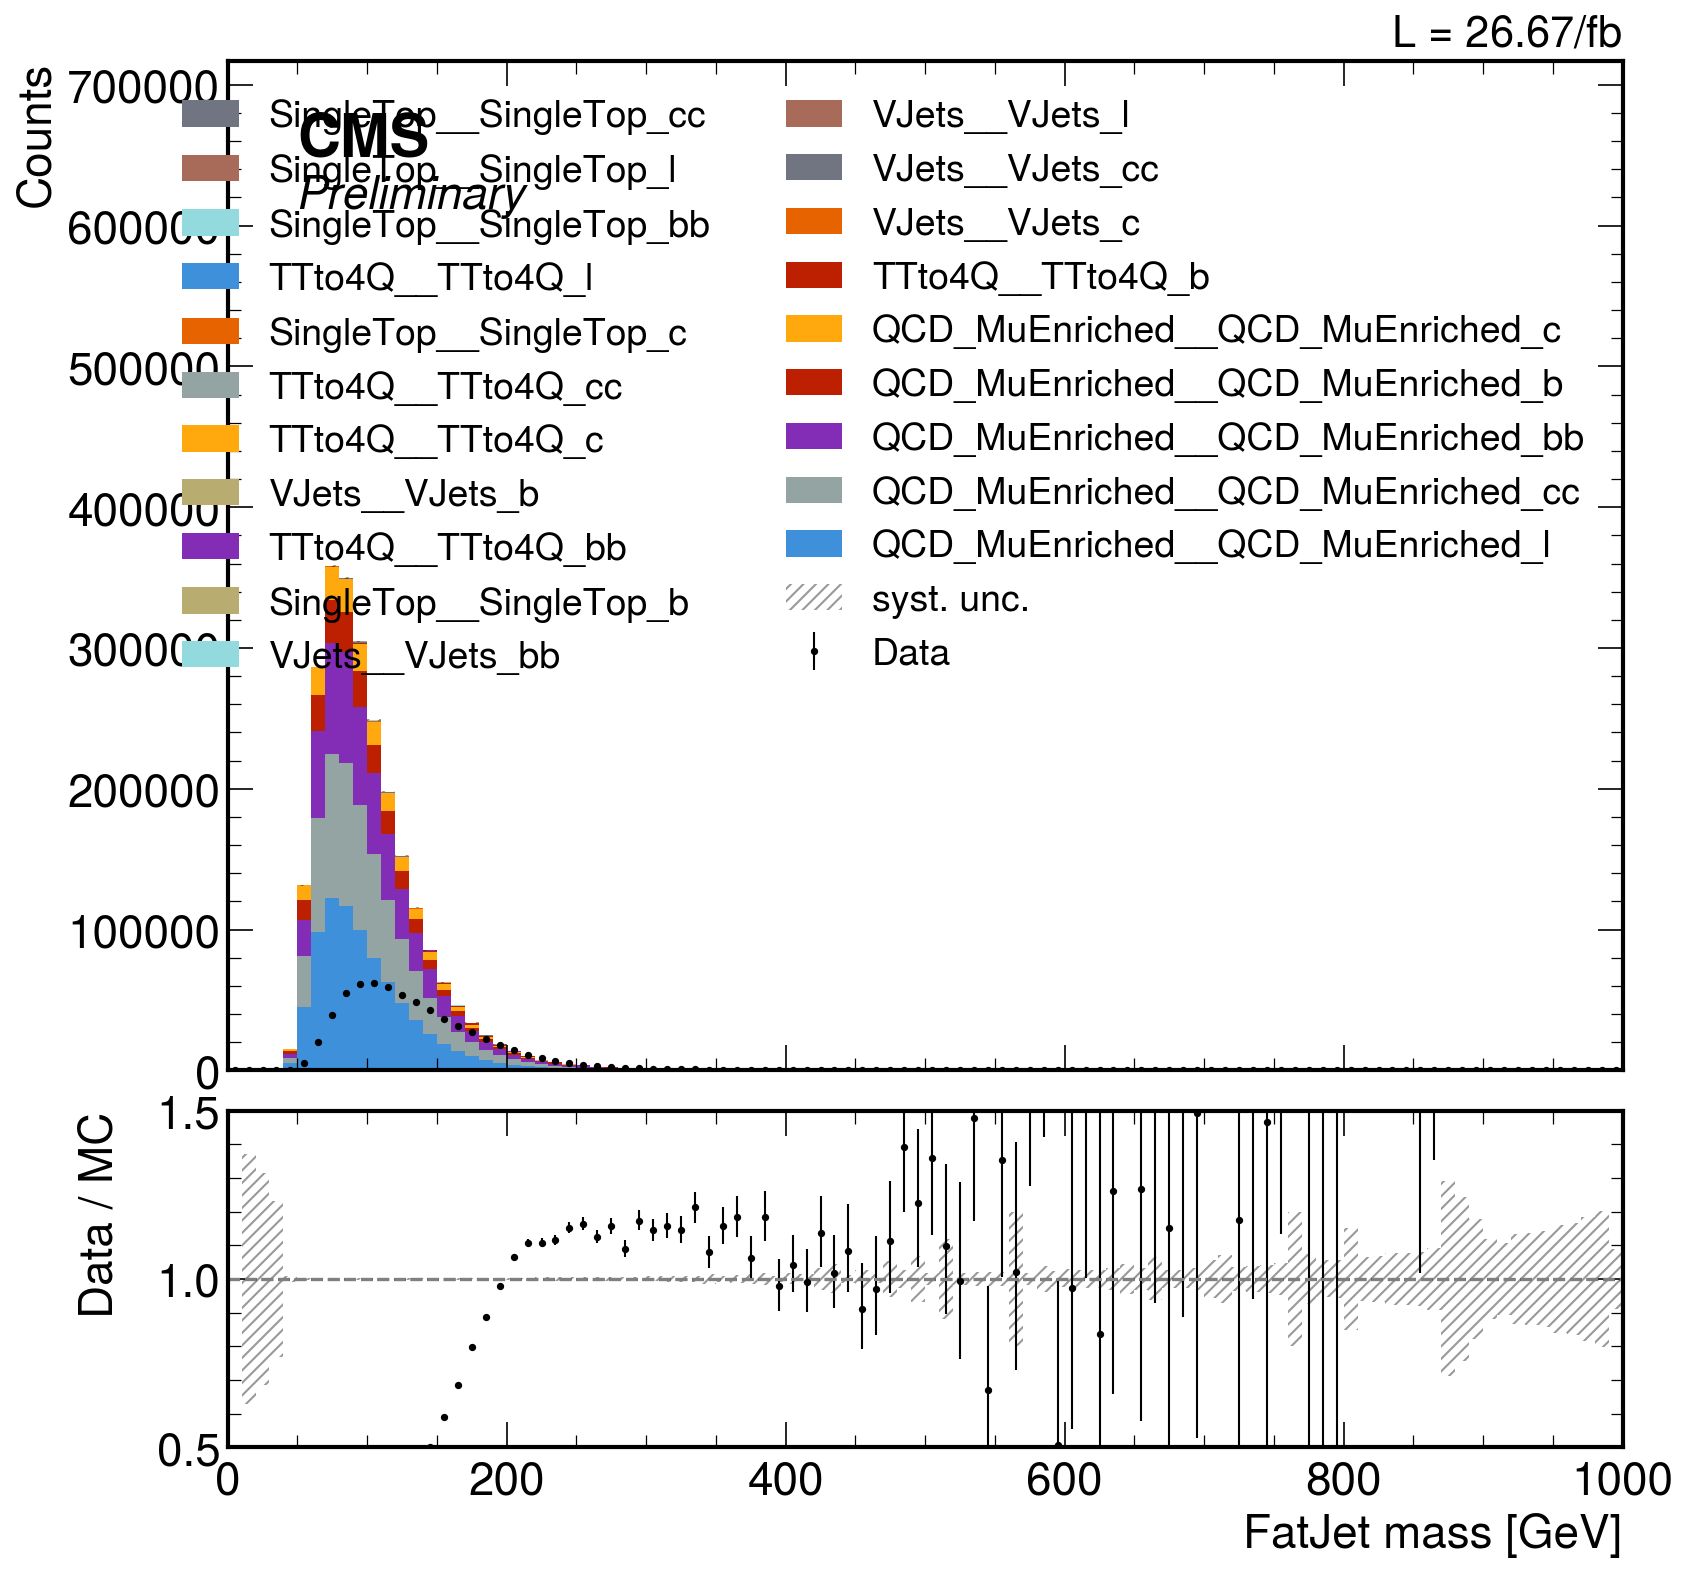 L = 26.67/fb
Counts
700000
600000
500000
400000
300000
200000
100000
0
CMS
Preliminary
SingleTop__SingleTop_cc
SingleTop__SingleTop_l
SingleTop__SingleTop_bb
TTto4Q__TTto4Q_l
SingleTop__SingleTop_c
TTto4Q__TTto4Q_cc
TTto4Q__TTto4Q_c
VJets__VJets_b
TTto4Q__TTto4Q_bb
SingleTop__SingleTop_b
VJets__VJets_bb
VJets__VJets_l
VJets__VJets_cc
VJets__VJets_c
TTto4Q__TTto4Q_b
QCD_MuEnriched__QCD_MuEnriched_c
QCD_MuEnriched__QCD_MuEnriched_b
QCD_MuEnriched__QCD_MuEnriched_bb
QCD_MuEnriched__QCD_MuEnriched_cc
QCD_MuEnriched__QCD_MuEnriched_l
syst. unc.
Data
Data / MC
1.5
1.0
0.5
0 200 400 600 800 1000
FatJet mass [GeV]